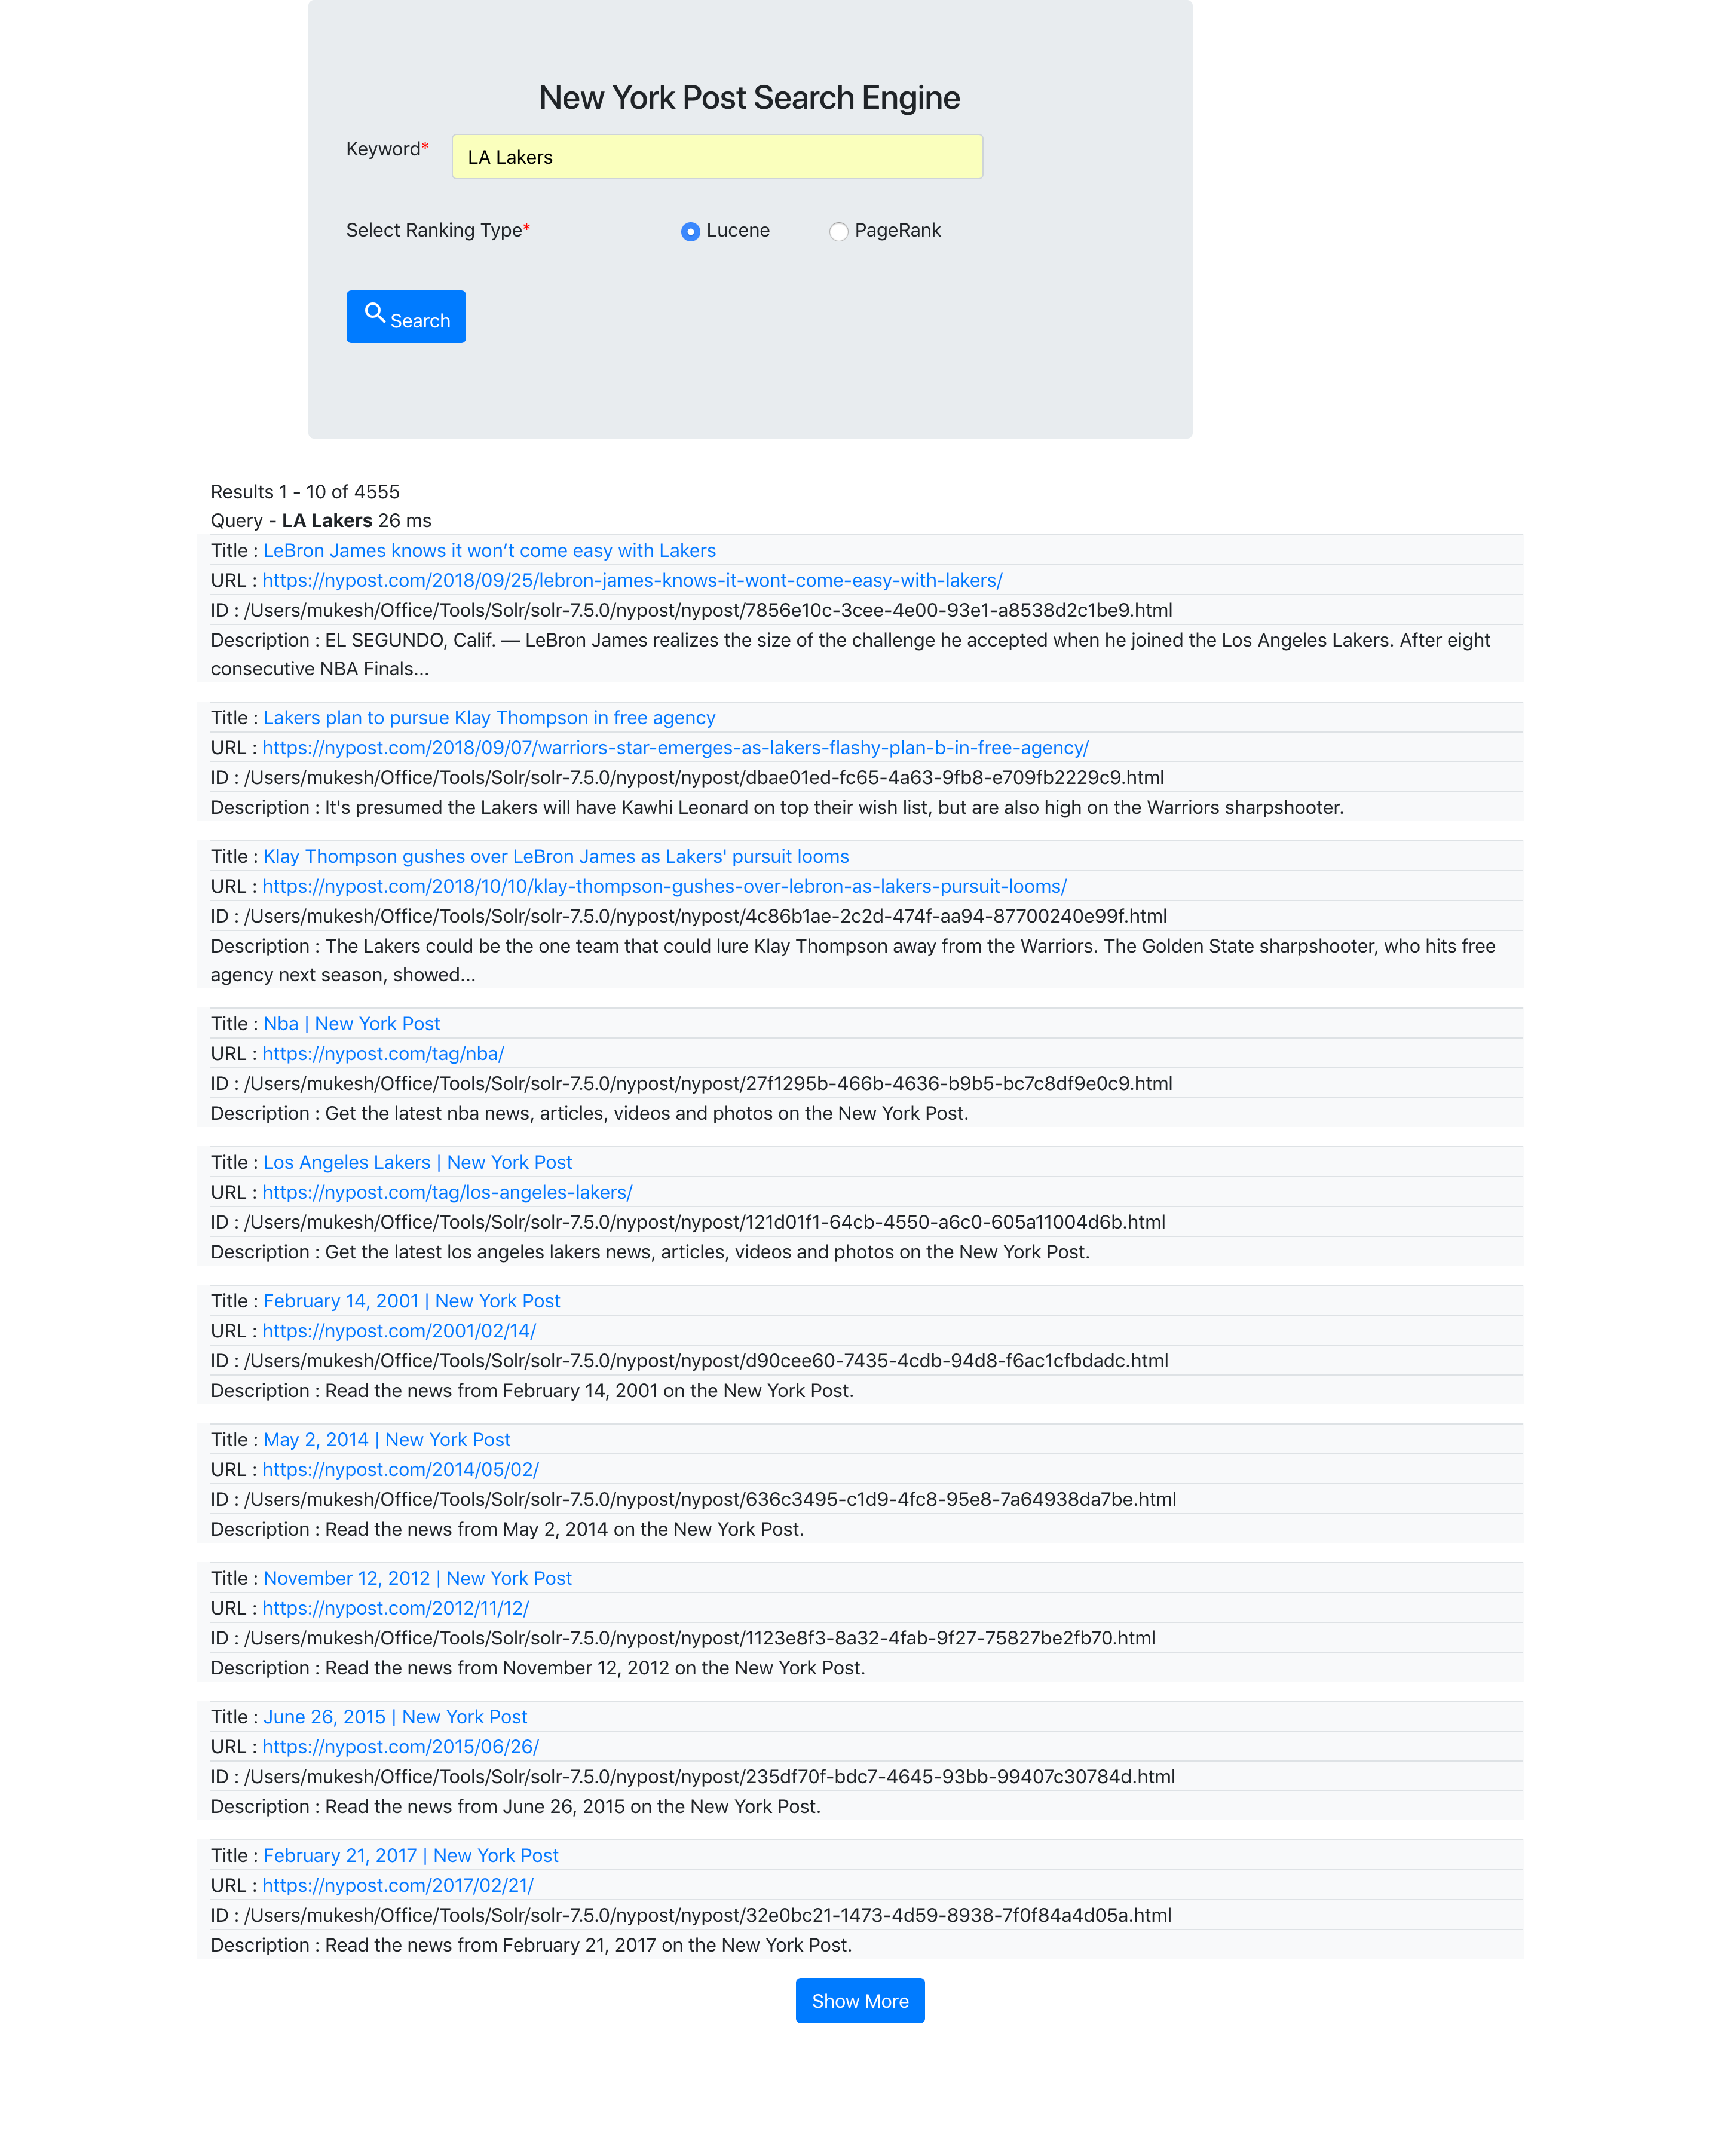 New York Post Search Engine
Keyword*
LA Lakers
Select Ranking Type*
Lucene
PageRank
Search
Results 1 - 10 of 4555
Query - LA Lakers 26 ms
Title : LeBron James knows it won’t come easy with Lakers
URL : https://nypost.com/2018/09/25/lebron-james-knows-it-wont-come-easy-with-lakers/
ID : /Users/mukesh/Office/Tools/Solr/solr-7.5.0/nypost/nypost/7856e10c-3cee-4e00-93e1-a8538d2c1be9.html
Description : EL SEGUNDO, Calif. — LeBron James realizes the size of the challenge he accepted when he joined the Los Angeles Lakers. After eight
consecutive NBA Finals...
Title : Lakers plan to pursue Klay Thompson in free agency
URL : https://nypost.com/2018/09/07/warriors-star-emerges-as-lakers-flashy-plan-b-in-free-agency/
ID : /Users/mukesh/Office/Tools/Solr/solr-7.5.0/nypost/nypost/dbae01ed-fc65-4a63-9fb8-e709fb2229c9.html
Description : It's presumed the Lakers will have Kawhi Leonard on top their wish list, but are also high on the Warriors sharpshooter.
Title : Klay Thompson gushes over LeBron James as Lakers' pursuit looms
URL : https://nypost.com/2018/10/10/klay-thompson-gushes-over-lebron-as-lakers-pursuit-looms/
ID : /Users/mukesh/Office/Tools/Solr/solr-7.5.0/nypost/nypost/4c86b1ae-2c2d-474f-aa94-87700240e99f.html
Description : The Lakers could be the one team that could lure Klay Thompson away from the Warriors. The Golden State sharpshooter, who hits free
agency next season, showed...
Title : Nba | New York Post
URL : https://nypost.com/tag/nba/
ID : /Users/mukesh/Office/Tools/Solr/solr-7.5.0/nypost/nypost/27f1295b-466b-4636-b9b5-bc7c8df9e0c9.html
Description : Get the latest nba news, articles, videos and photos on the New York Post.
Title : Los Angeles Lakers | New York Post
URL : https://nypost.com/tag/los-angeles-lakers/
ID : /Users/mukesh/Office/Tools/Solr/solr-7.5.0/nypost/nypost/121d01f1-64cb-4550-a6c0-605a11004d6b.html
Description : Get the latest los angeles lakers news, articles, videos and photos on the New York Post.
Title : February 14, 2001 | New York Post
URL : https://nypost.com/2001/02/14/
ID : /Users/mukesh/Office/Tools/Solr/solr-7.5.0/nypost/nypost/d90cee60-7435-4cdb-94d8-f6ac1cfbdadc.html
Description : Read the news from February 14, 2001 on the New York Post.
Title : May 2, 2014 | New York Post
URL : https://nypost.com/2014/05/02/
ID : /Users/mukesh/Office/Tools/Solr/solr-7.5.0/nypost/nypost/636c3495-c1d9-4fc8-95e8-7a64938da7be.html
Description : Read the news from May 2, 2014 on the New York Post.
Title : November 12, 2012 | New York Post
URL : https://nypost.com/2012/11/12/
ID : /Users/mukesh/Office/Tools/Solr/solr-7.5.0/nypost/nypost/1123e8f3-8a32-4fab-9f27-75827be2fb70.html
Description : Read the news from November 12, 2012 on the New York Post.
Title : June 26, 2015 | New York Post
URL : https://nypost.com/2015/06/26/
ID : /Users/mukesh/Office/Tools/Solr/solr-7.5.0/nypost/nypost/235df70f-bdc7-4645-93bb-99407c30784d.html
Description : Read the news from June 26, 2015 on the New York Post.
Title : February 21, 2017 | New York Post
URL : https://nypost.com/2017/02/21/
ID : /Users/mukesh/Office/Tools/Solr/solr-7.5.0/nypost/nypost/32e0bc21-1473-4d59-8938-7f0f84a4d05a.html
Description : Read the news from February 21, 2017 on the New York Post.
Show More